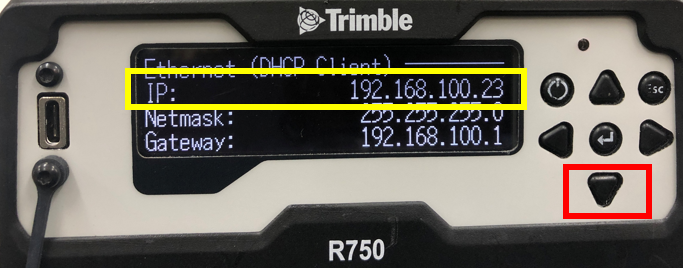 Trimble
Ethernet (DHCP Client)
IP: 192.168.100.23
Netmask: 255.255.255.0
Gateway: 192.168.100.1
ESC
R750